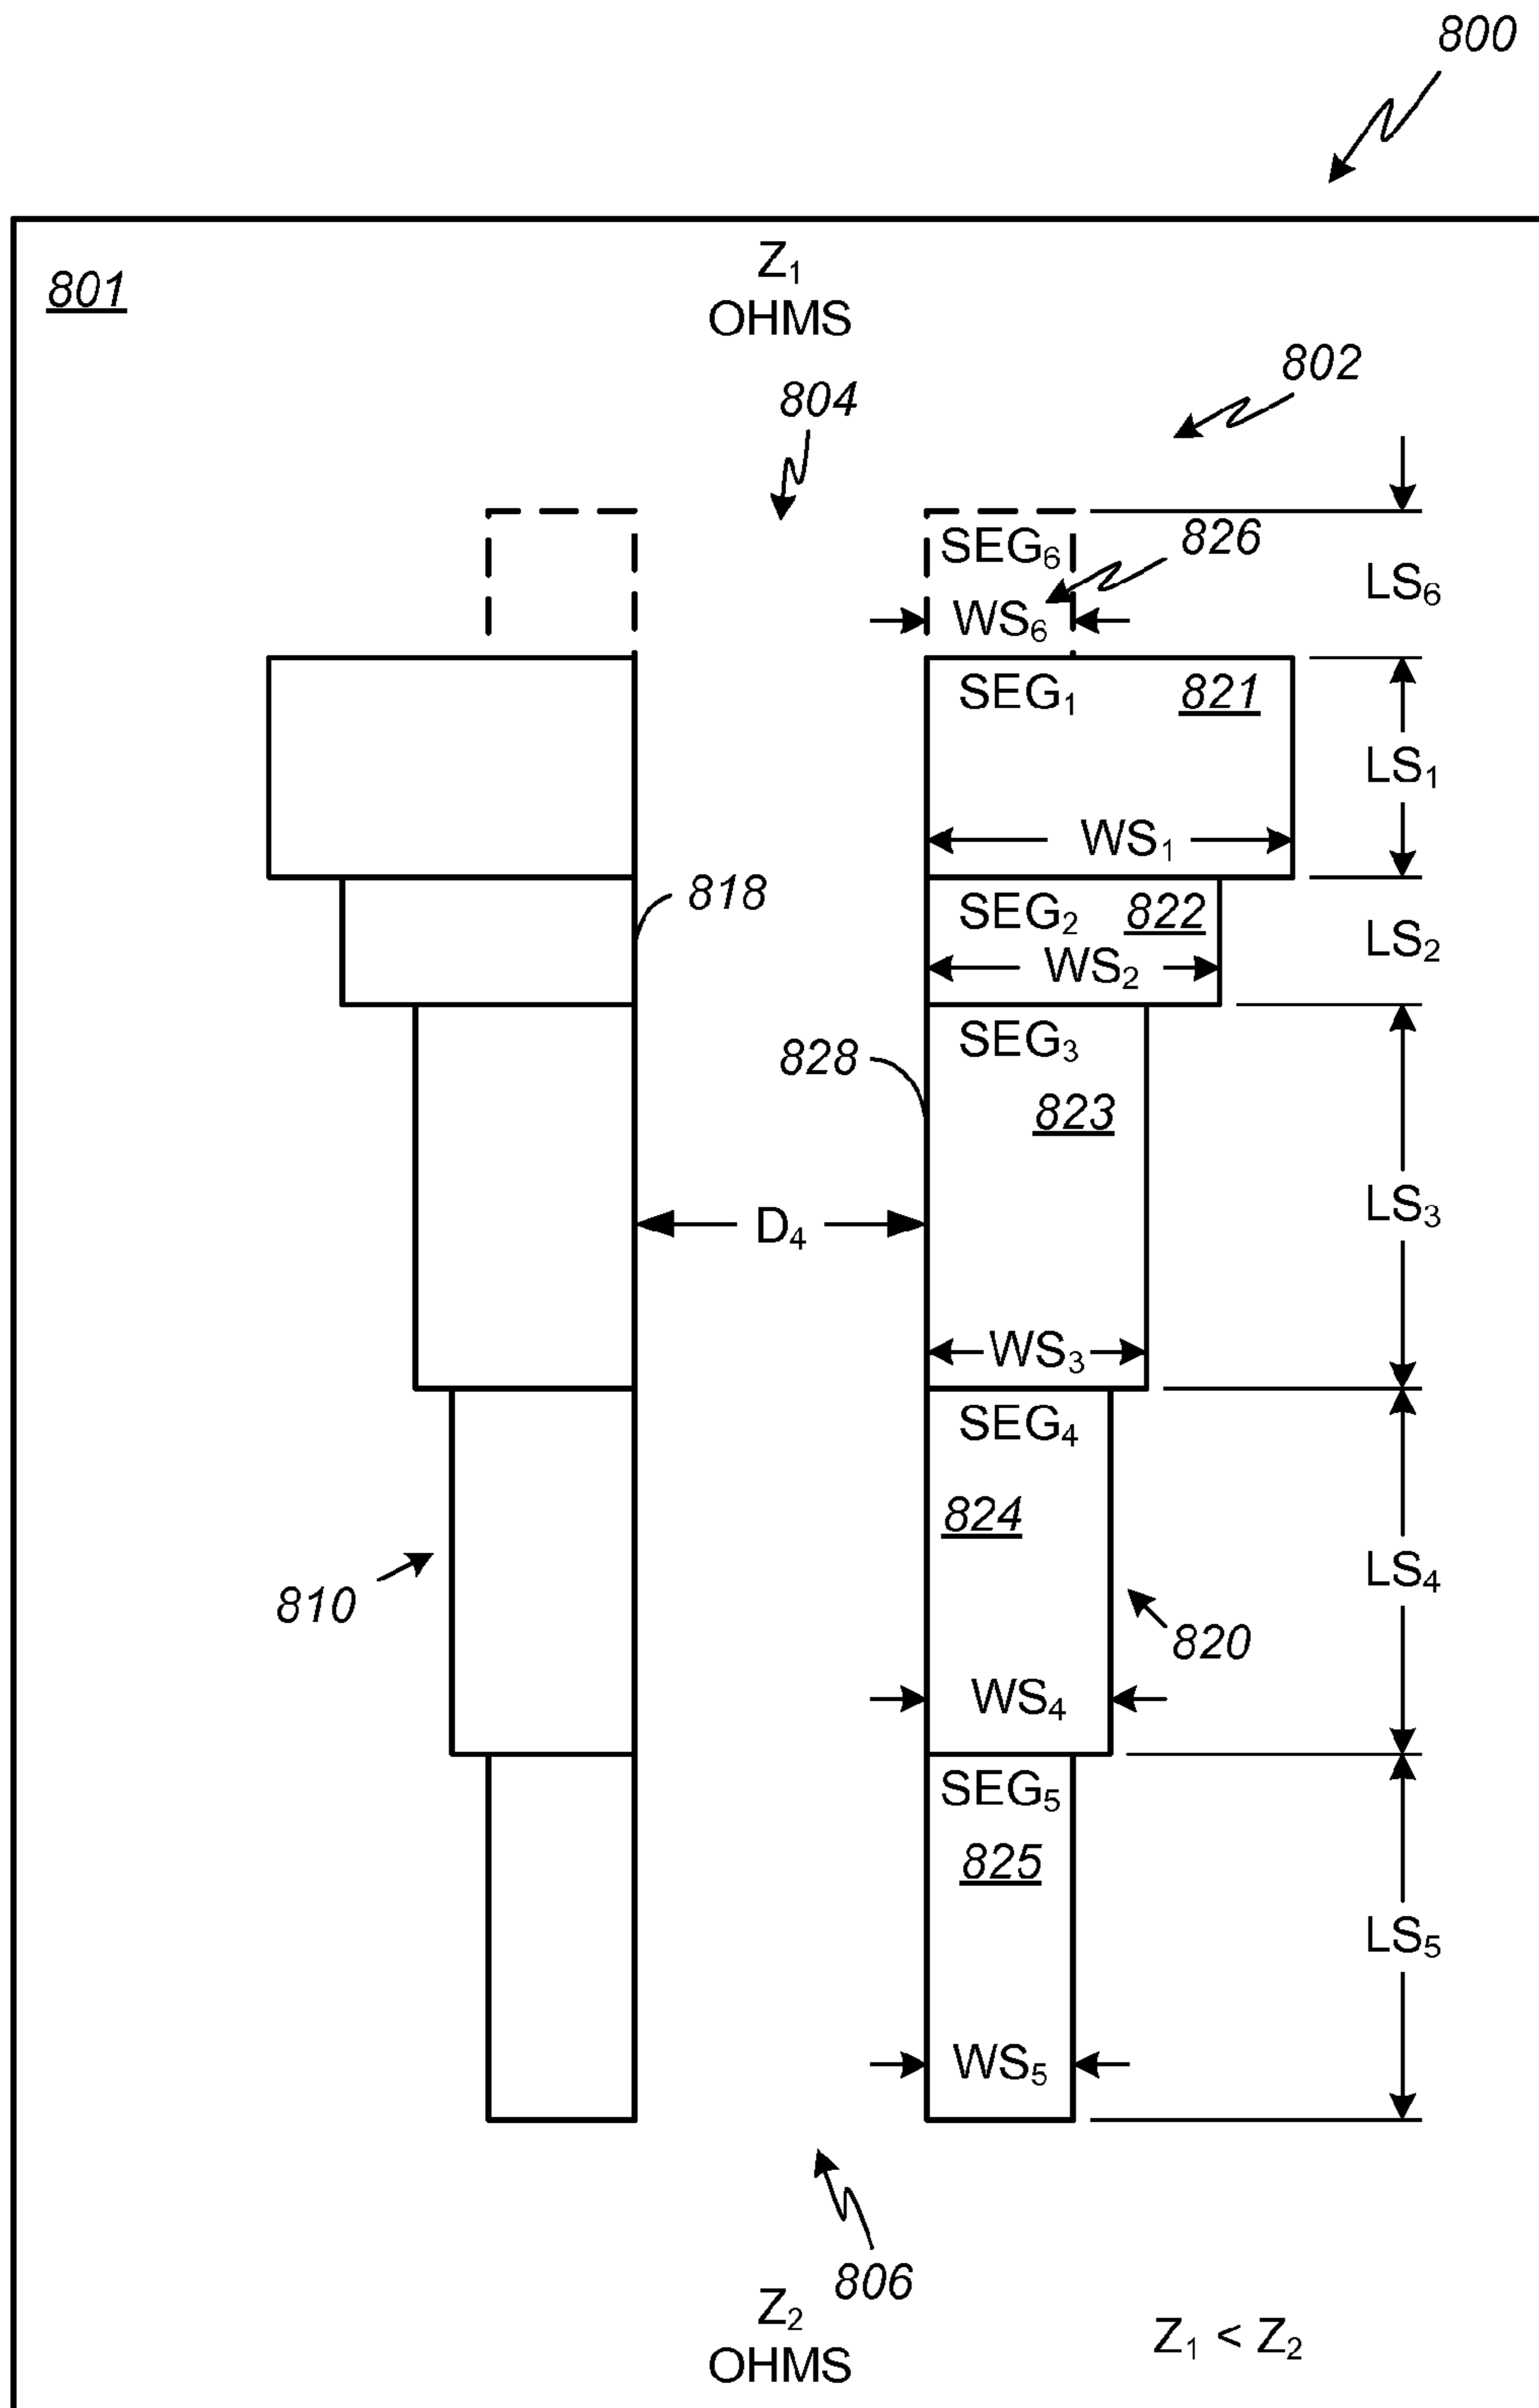 800
801
Z₁
OHMS
802
804
SEG₆
826
WS₆
LS₆
SEG₁
821
WS₁
LS₁
818
SEG₂
822
WS₂
LS₂
828
SEG₃
823
D₄
WS₃
LS₃
SEG₄
824
810
820
WS₄
LS₄
SEG₅
825
WS₅
LS₅
806
Z₂
OHMS
Z₁ < Z₂